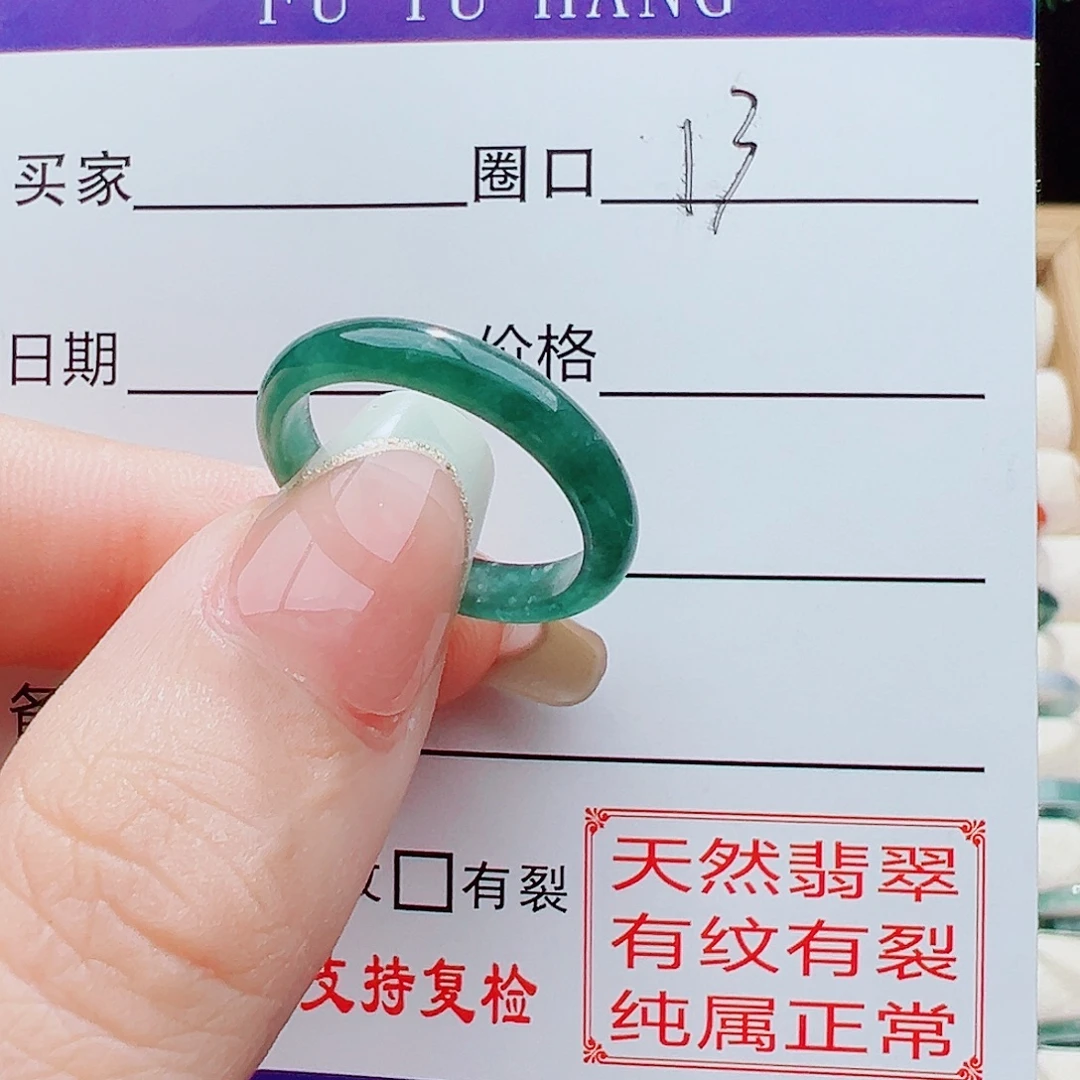 FU YU HANG
买家 圈口 13
日期 价格
有裂
支持复检
天然翡翠
有纹有裂
纯属正常